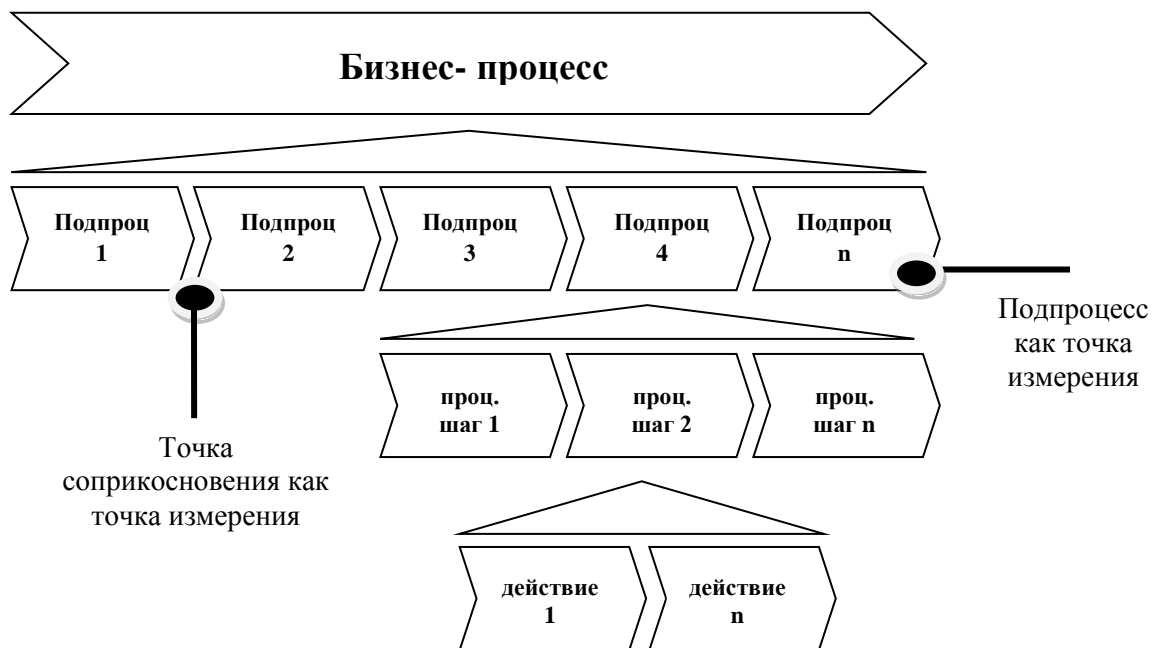 Бизнес- процесс
Подпроц
1
Подпроц
2
Подпроц
3
Подпроц
4
Подпроц
n
Подпроцесс
как точка
измерения
проц.
шаг 1
проц.
шаг 2
проц.
шаг n
Точка
соприкосновения как
точка измерения
действие
1
действие
n